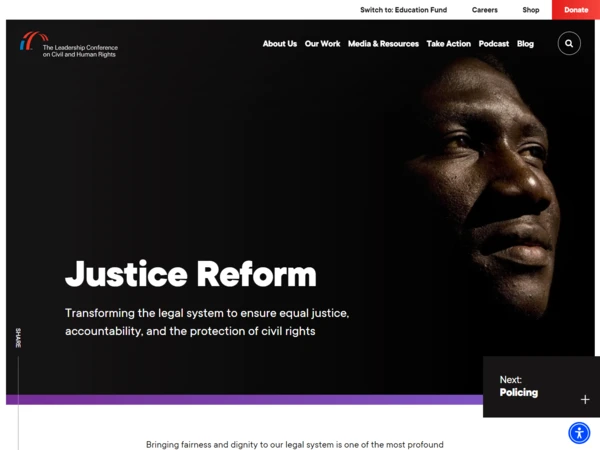 Switch to: Education Fund Careers Shop Donate
The Leadership Conference
on Civil and Human Rights
About Us Our Work Media & Resources Take Action Podcast Blog
Justice Reform
Transforming the legal system to ensure equal justice,
accountability, and the protection of civil rights
SHARE
Next:
Policing
Bringing fairness and dignity to our legal system is one of the most profound